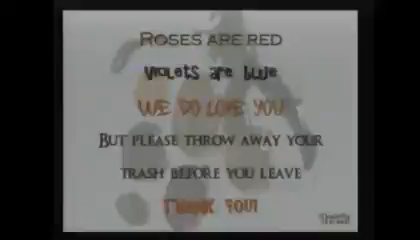 ROSES ARE RED
VIOLETS ARE BLUE
WE DO LOVE YOU
BUT PLEASE THROW AWAY YOUR
TRASH BEFORE YOU LEAVE
THANK YOU!